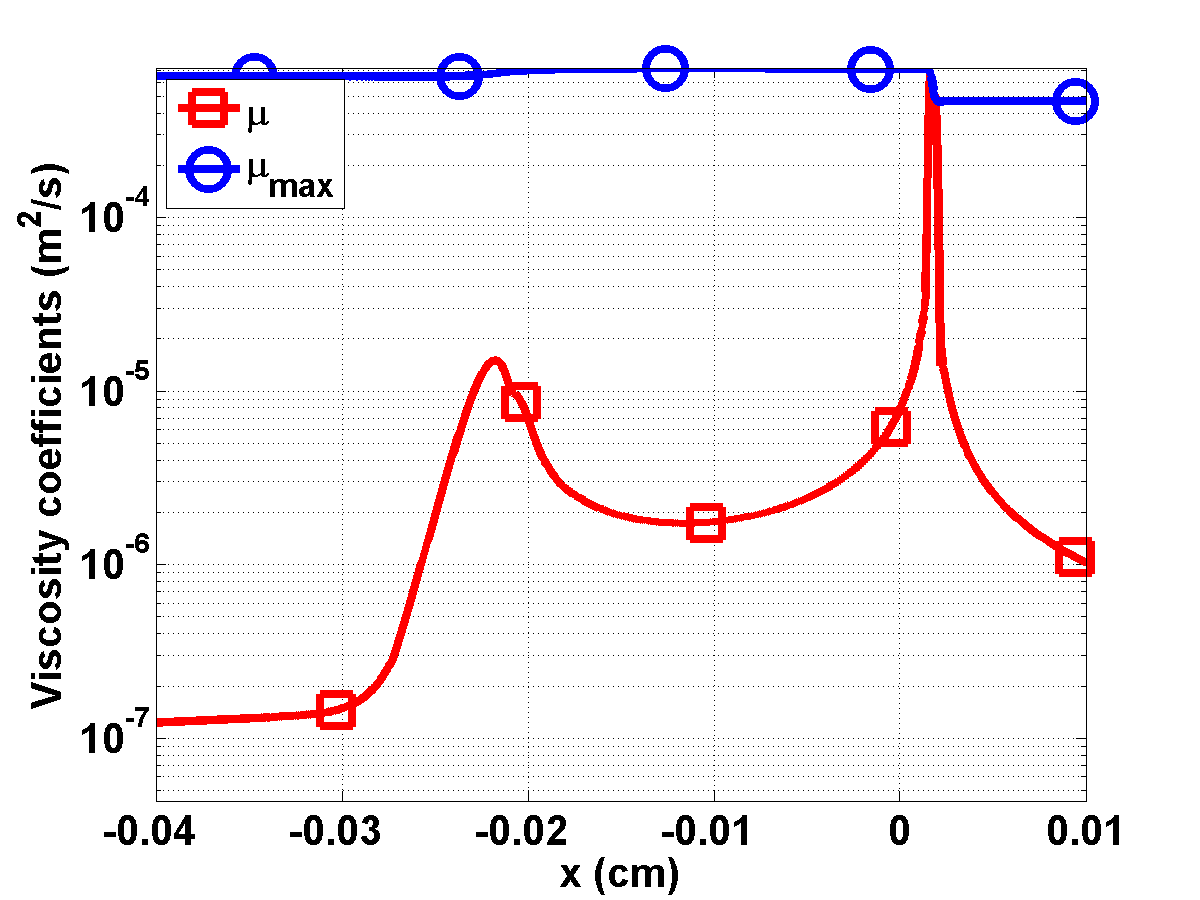 μ
μmax
Viscosity coefficients (m²/s)
10⁻⁴
10⁻⁵
10⁻⁶
10⁻⁷
-0.04 -0.03 -0.02 -0.01 0 0.01
x (cm)